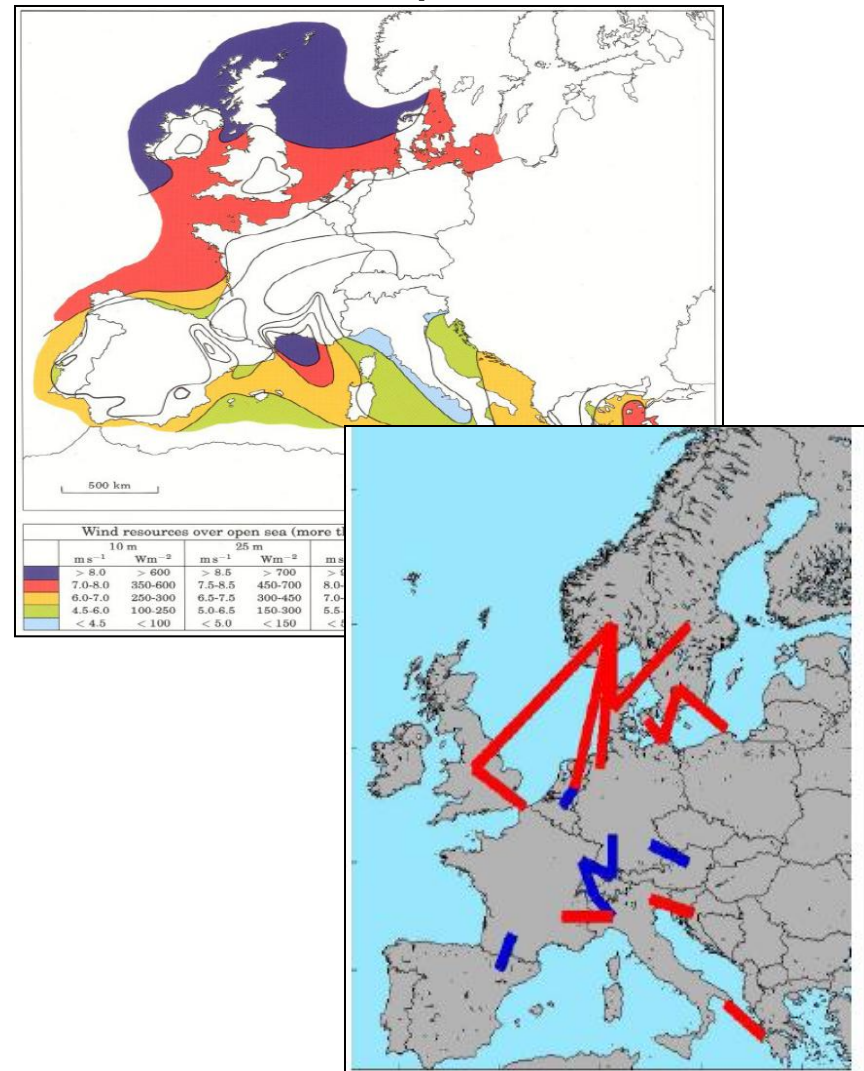 500 km
Wind resources over open sea (more
10 m 25 m
m s⁻¹ Wm⁻² m s⁻¹ Wm⁻²
> 8.0 > 600 > 8.5 > 700
7.0-8.0 350-600 7.5-8.5 450-700 8.0-
6.0-7.0 250-300 6.5-7.5 300-450 7.0-
4.5-6.0 100-250 5.0-6.5 150-300 5.5-
< 4.5 < 100 < 5.0 < 150